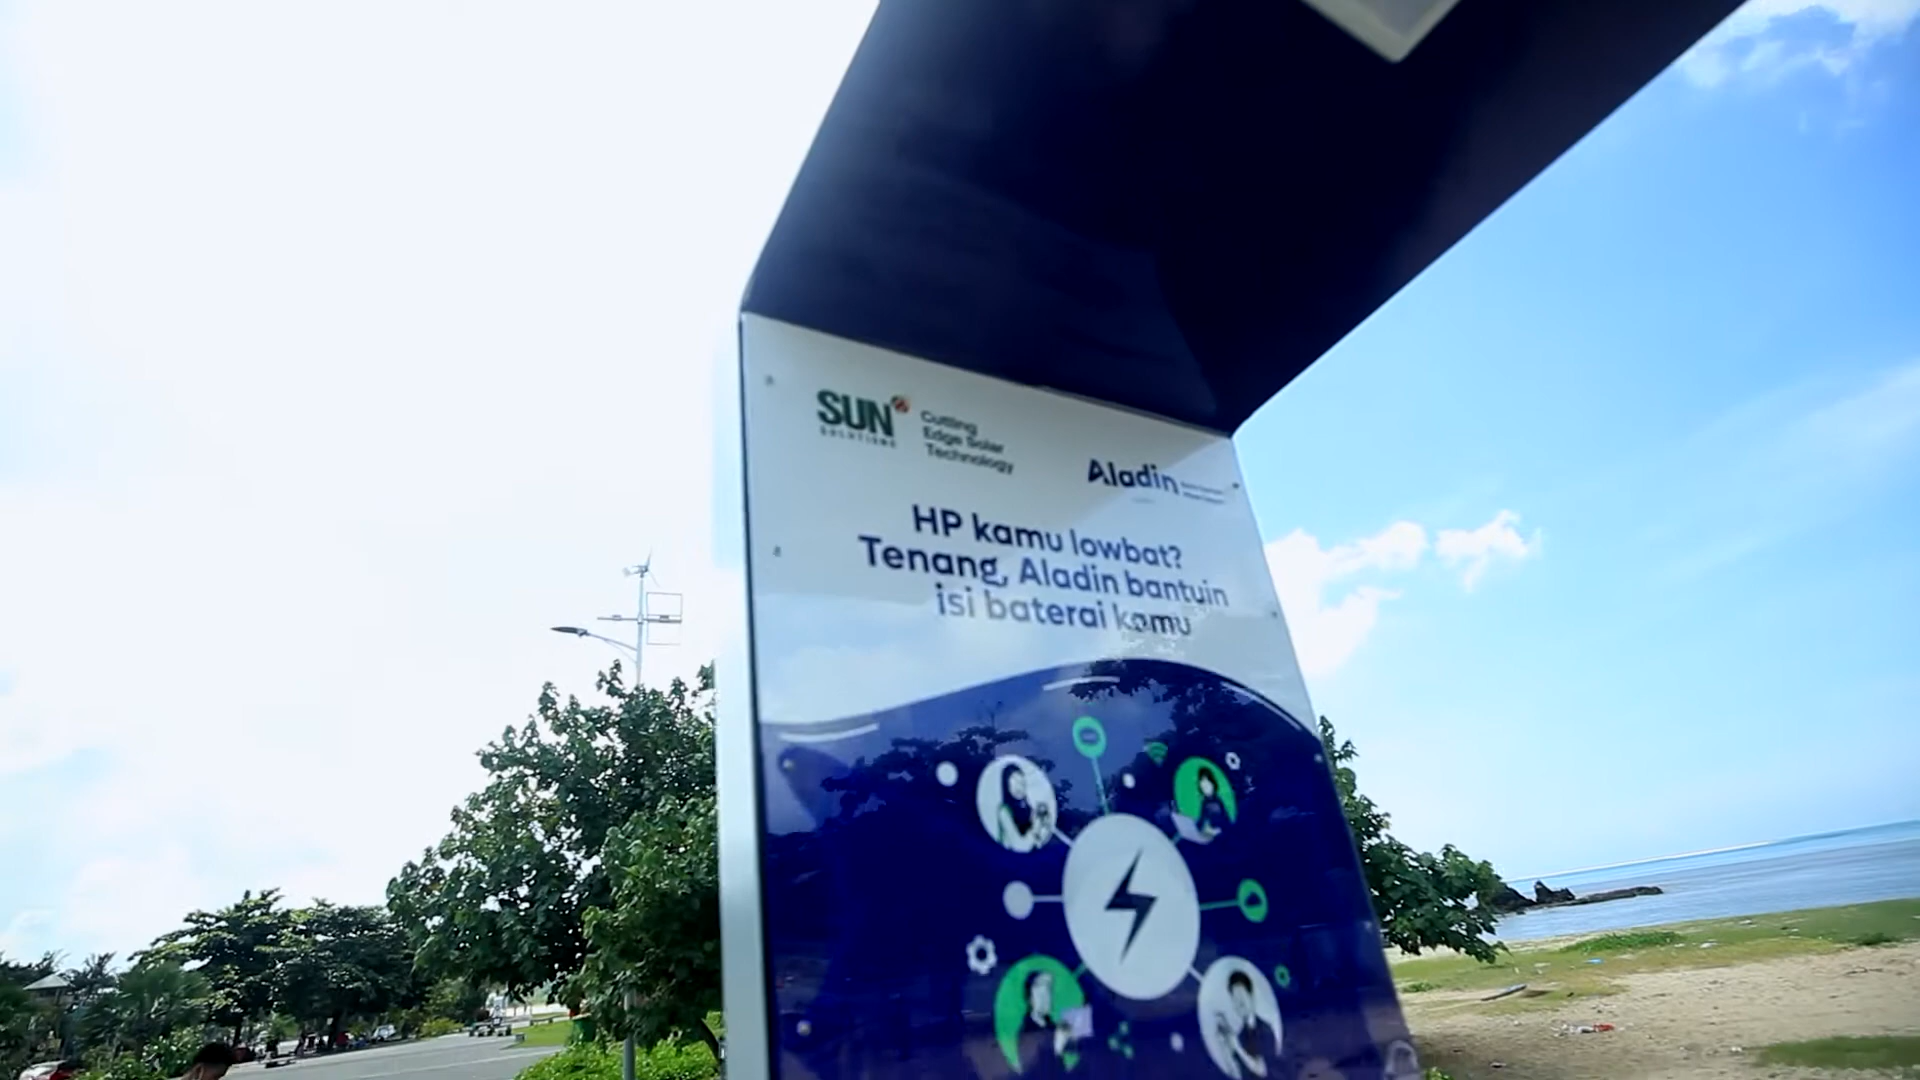 SUN
SOLUTIONS
Cutting
Edge Solar
Technology
Aladin
HP kamu lowbat?
Tenang, Aladin bantuin
isi baterai kamu